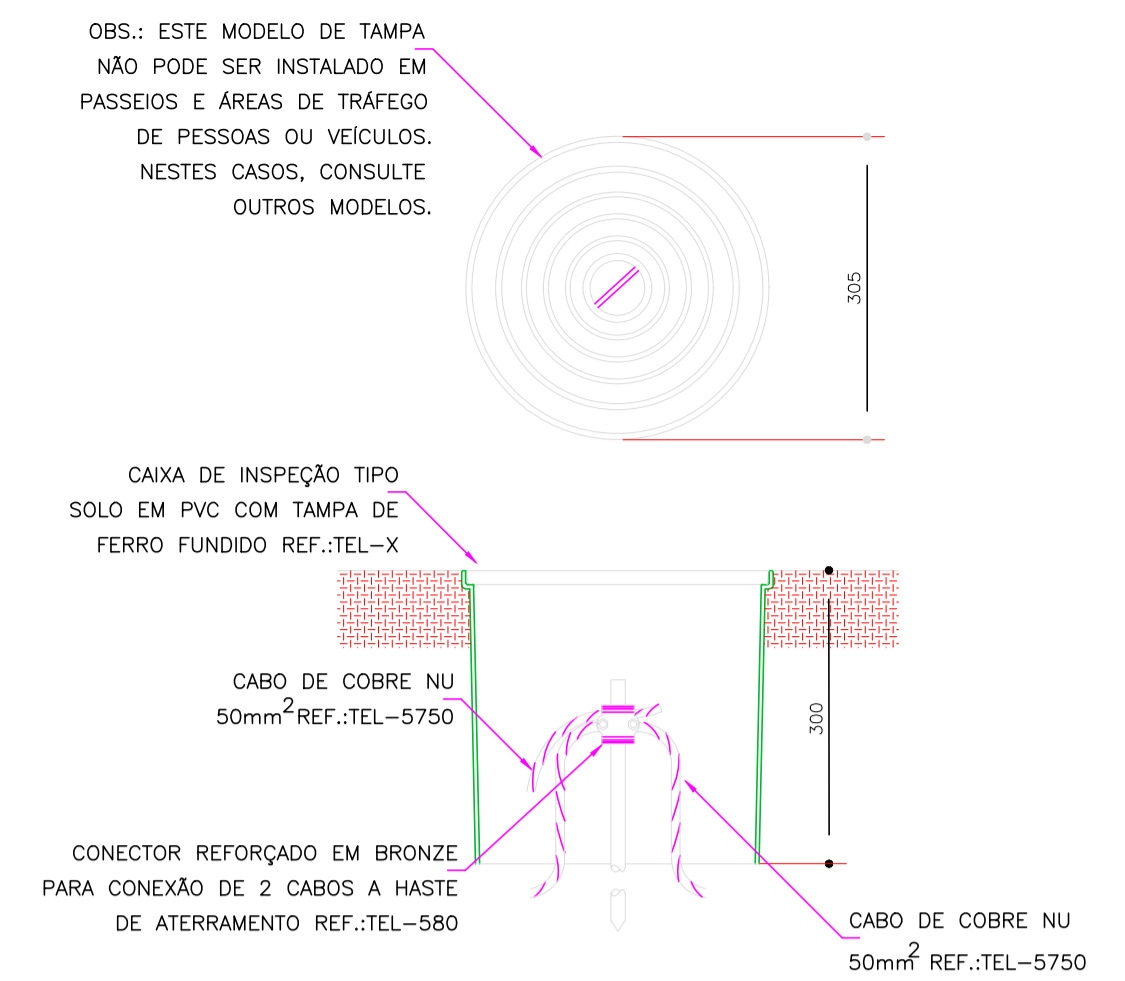 OBS.: ESTE MODELO DE TAMPA
NÃO PODE SER INSTALADO EM
PASSEIOS E ÁREAS DE TRÁFEGO
DE PESSOAS OU VEÍCULOS.
NESTES CASOS, CONSULTE
OUTROS MODELOS.
305
CAIXA DE INSPEÇÃO TIPO
SOLO EM PVC COM TAMPA DE
FERRO FUNDIDO REF.:TEL-X
CABO DE COBRE NU
50mm² REF.:TEL-5750
300
CONECTOR REFORÇADO EM BRONZE
PARA CONEXÃO DE 2 CABOS A HASTE
DE ATERRAMENTO REF.:TEL-580
CABO DE COBRE NU
50mm² REF.:TEL-5750